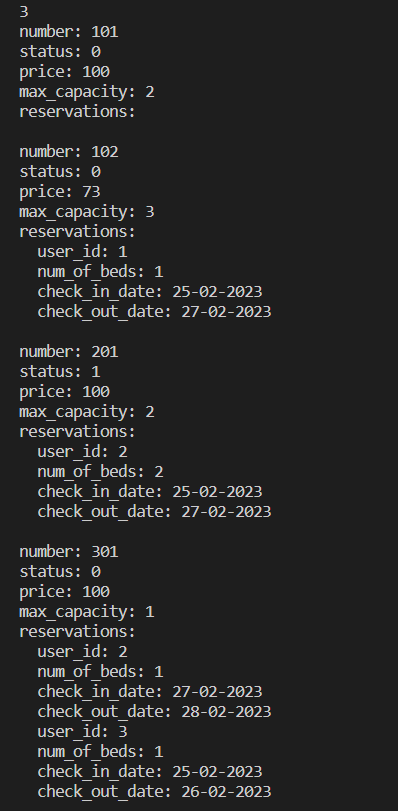 3
number: 101
status: 0
price: 100
max_capacity: 2
reservations:

number: 102
status: 0
price: 73
max_capacity: 3
reservations:
  user_id: 1
  num_of_beds: 1
  check_in_date: 25-02-2023
  check_out_date: 27-02-2023

number: 201
status: 1
price: 100
max_capacity: 2
reservations:
  user_id: 2
  num_of_beds: 2
  check_in_date: 25-02-2023
  check_out_date: 27-02-2023

number: 301
status: 0
price: 100
max_capacity: 1
reservations:
  user_id: 2
  num_of_beds: 1
  check_in_date: 27-02-2023
  check_out_date: 28-02-2023
  user_id: 3
  num_of_beds: 1
  check_in_date: 25-02-2023
  check_out_date: 26-02-2023